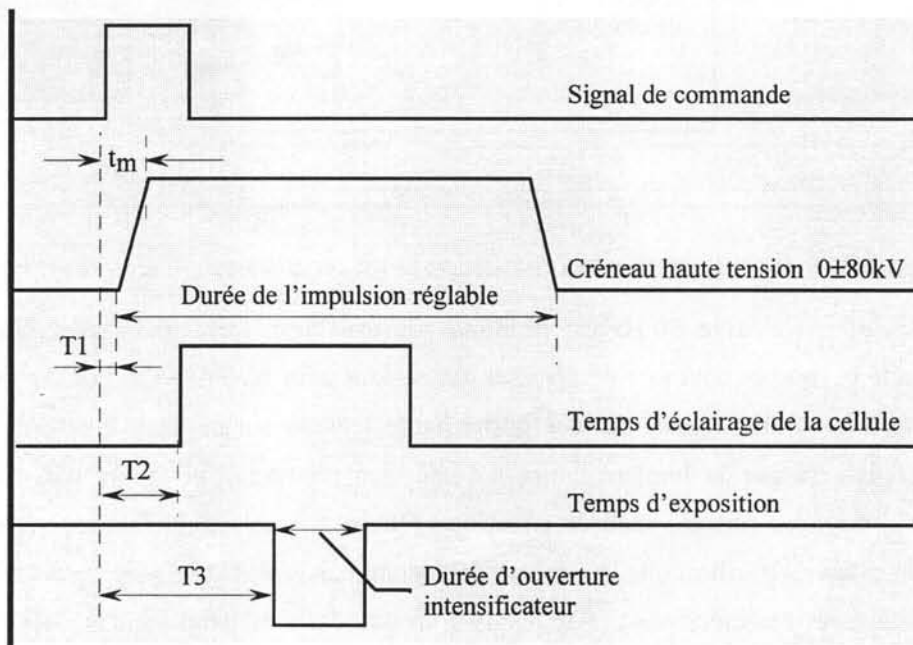 Signal de commande
tm
Créneau haute tension 0±80kV
Durée de l'impulsion réglable
T1
Temps d'éclairage de la cellule
T2
Temps d'exposition
T3
Durée d'ouverture
intensificateur